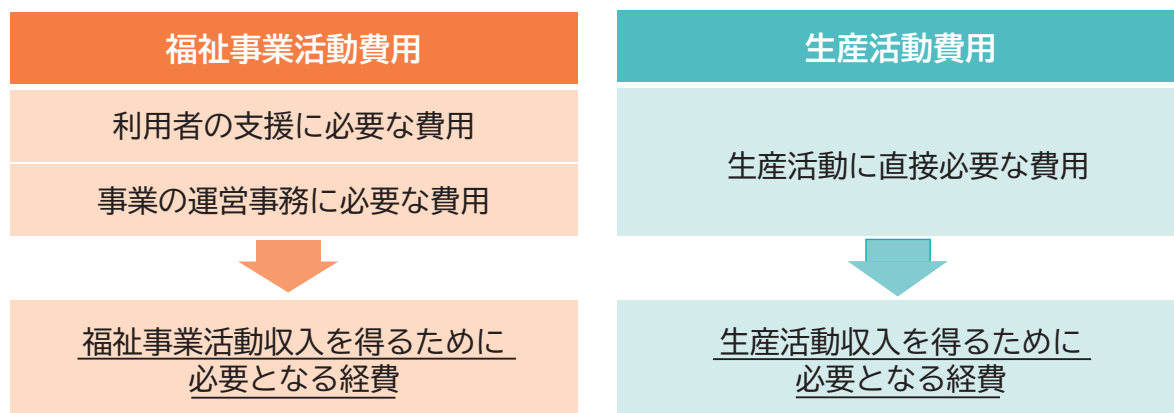 福祉事業活動費用
利用者の支援に必要な費用
事業の運営事務に必要な費用
福祉事業活動収入を得るために
必要となる経費
生産活動費用
生産活動に直接必要な費用
生産活動収入を得るために
必要となる経費